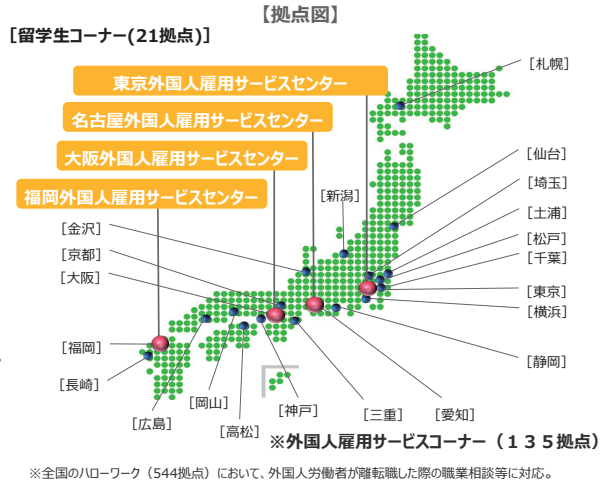 【拠点図】
[留学生コーナー(21拠点)]
東京外国人雇用サービスセンター
名古屋外国人雇用サービスセンター
大阪外国人雇用サービスセンター
福岡外国人雇用サービスセンター
[札幌]
[仙台]
[埼玉]
[土浦]
[松戸]
[千葉]
[東京]
[横浜]
[静岡]
[新潟]
[金沢]
[京都]
[大阪]
[福岡]
[長崎]
[広島]
[岡山]
[高松]
[神戸]
[三重]
[愛知]
※外国人雇用サービスコーナー（１３５拠点）
※全国のハローワーク（544拠点）において、外国人労働者が離転職した際の職業相談等に対応。